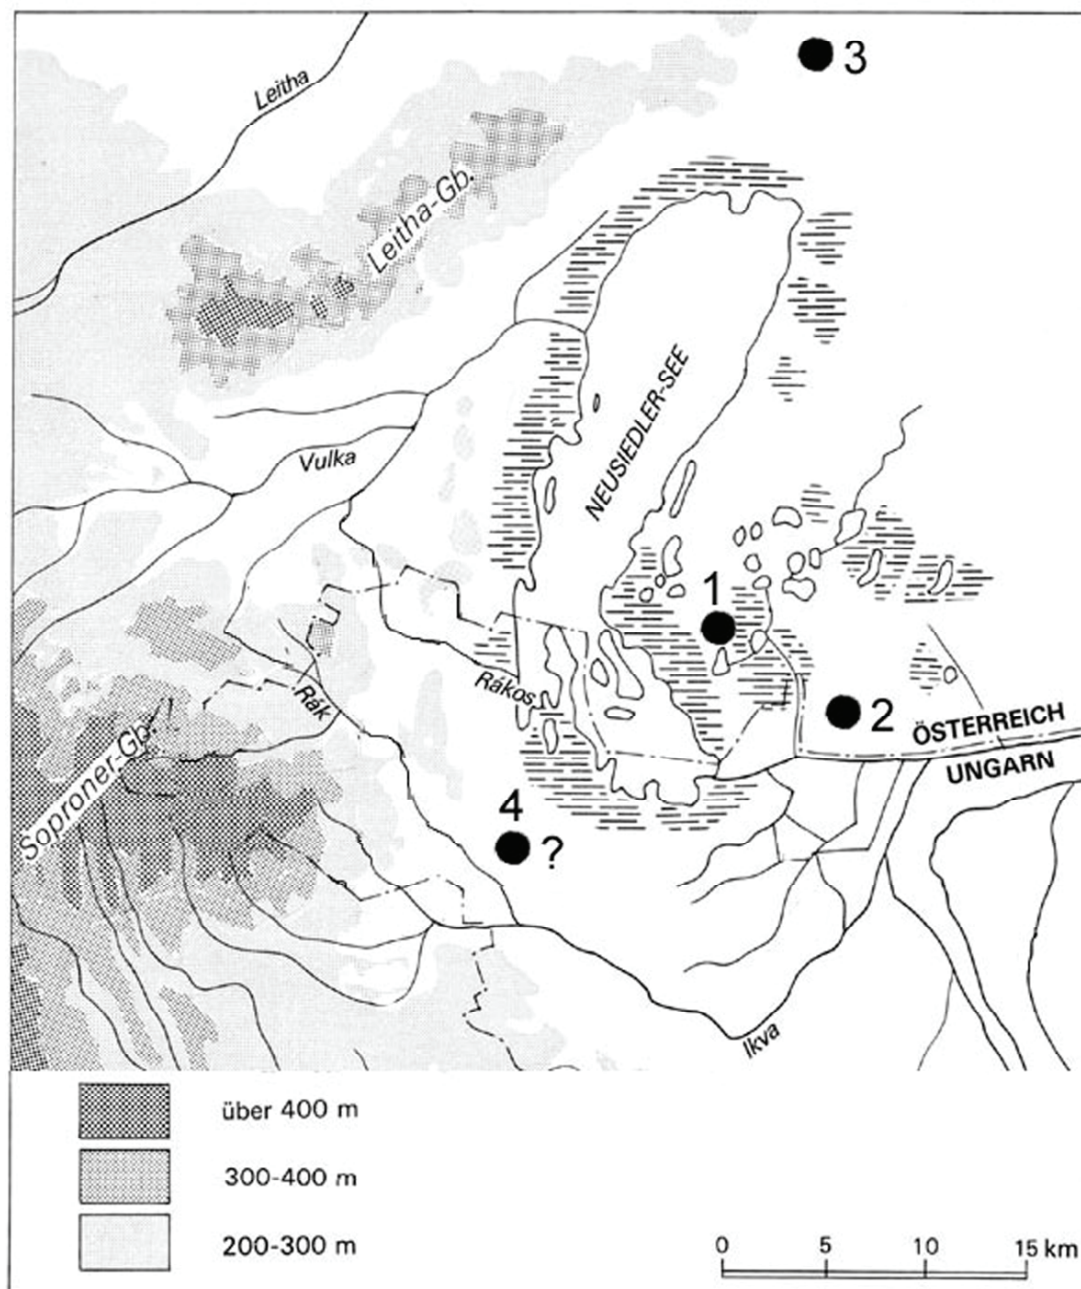 3
Leitha
Leitha-Gb.
NEUSIEDLER-SEE
Vulka
1
Rákos
Rák
2
ÖSTERREICH
UNGARN
Soproner-Gb.
4
?
Ikva
über 400 m
300-400 m
200-300 m
0 5 10 15 km